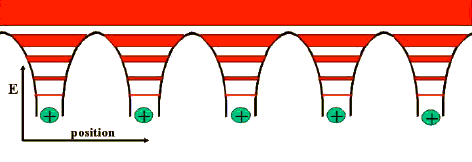 E
+ + + + +
position